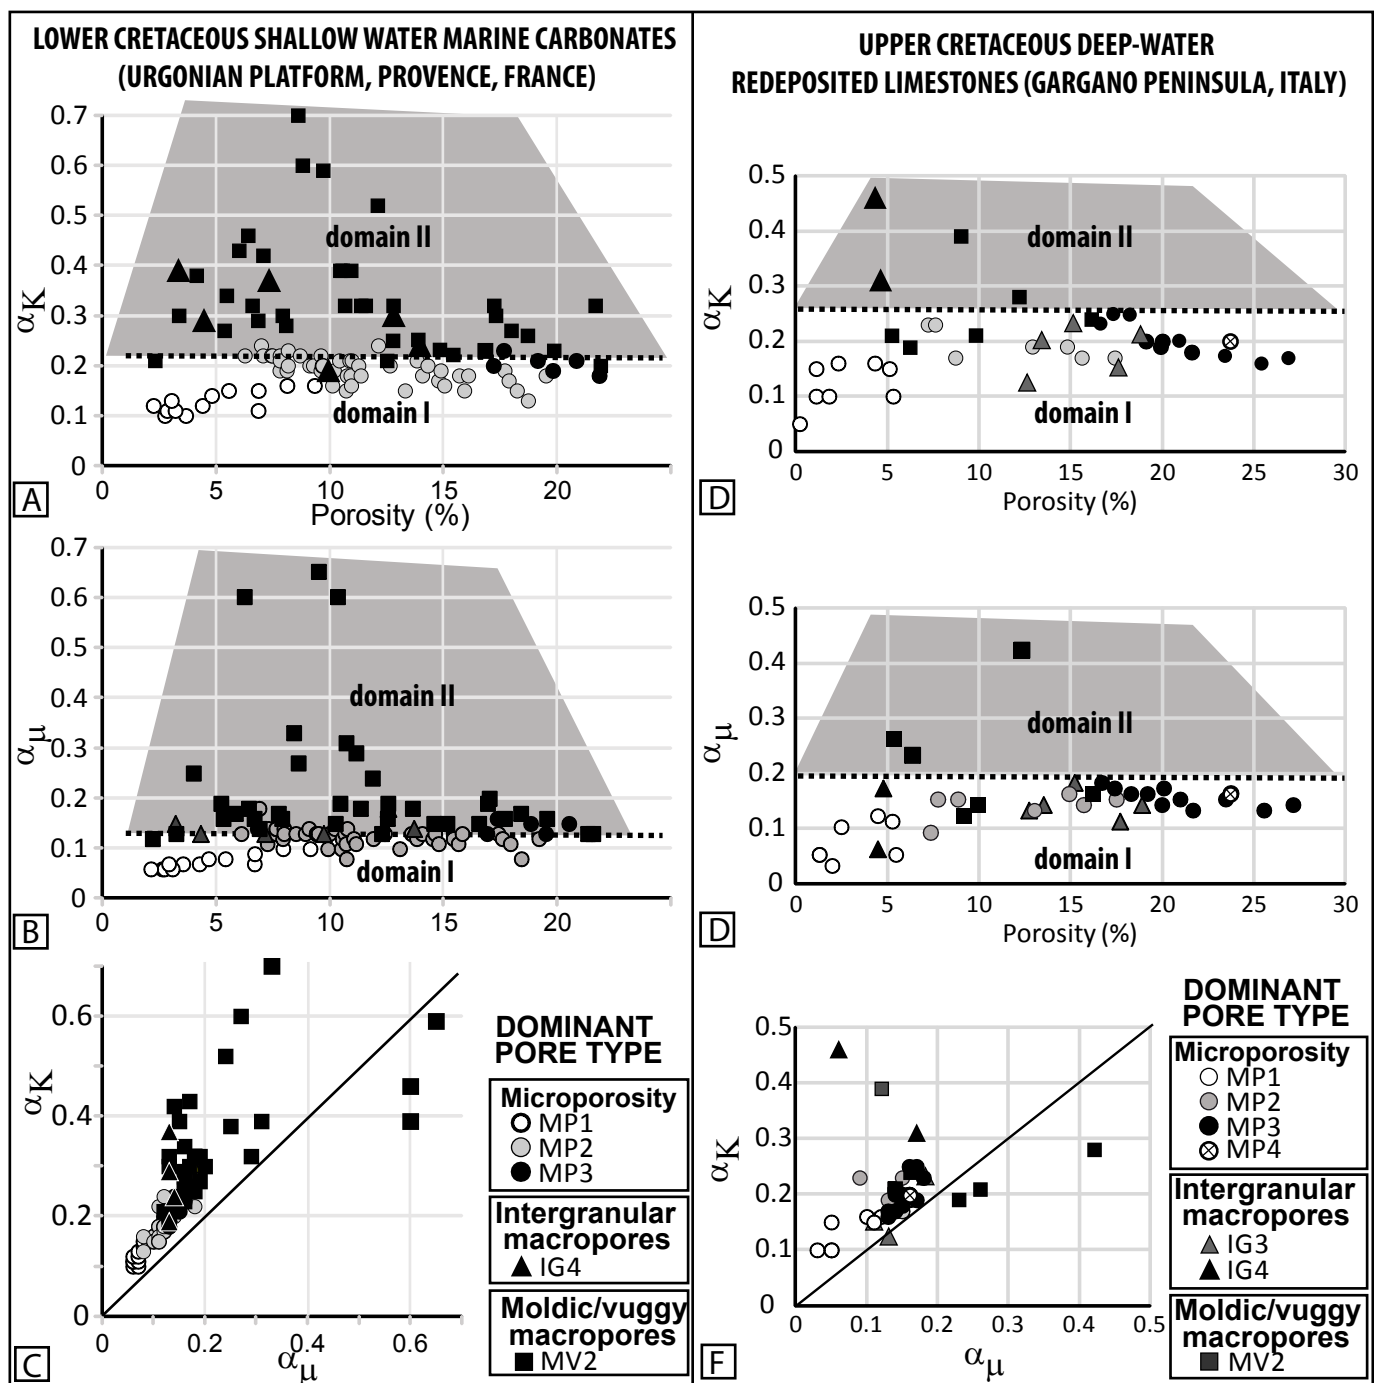 LOWER CRETACEOUS SHALLOW WATER MARINE CARBONATES
(URGONIAN PLATFORM, PROVENCE, FRANCE)
0.7
0.6
0.5
0.4
0.3
0.2
0.1
0
αK
domain II
domain I
0 5 10 15 20
Porosity (%)
A
0.7
0.6
0.5
0.4
0.3
0.2
0.1
0
αμ
domain II
domain I
0 5 10 15 20
B
0.6
0.4
0.2
0
αK
0 0.2 0.4 0.6
αμ
C
DOMINANT
PORE TYPE
Microporosity
MP1
MP2
MP3
Intergranular
macropores
IG4
Moldic/vuggy
macropores
MV2
UPPER CRETACEOUS DEEP-WATER
REDEPOSITED LIMESTONES (GARGANO PENINSULA, ITALY)
0.5
0.4
0.3
0.2
0.1
0
αK
domain II
domain I
0 5 10 15 20 25 30
Porosity (%)
D
0.5
0.4
0.3
0.2
0.1
0
αμ
domain II
domain I
0 5 10 15 20 25 30
Porosity (%)
D
0.5
0.4
0.3
0.2
0.1
0
αK
0 0.1 0.2 0.3 0.4 0.5
αμ
F
DOMINANT
PORE TYPE
Microporosity
MP1
MP2
MP3
MP4
Intergranular
macropores
IG3
IG4
Moldic/vuggy
macropores
MV2